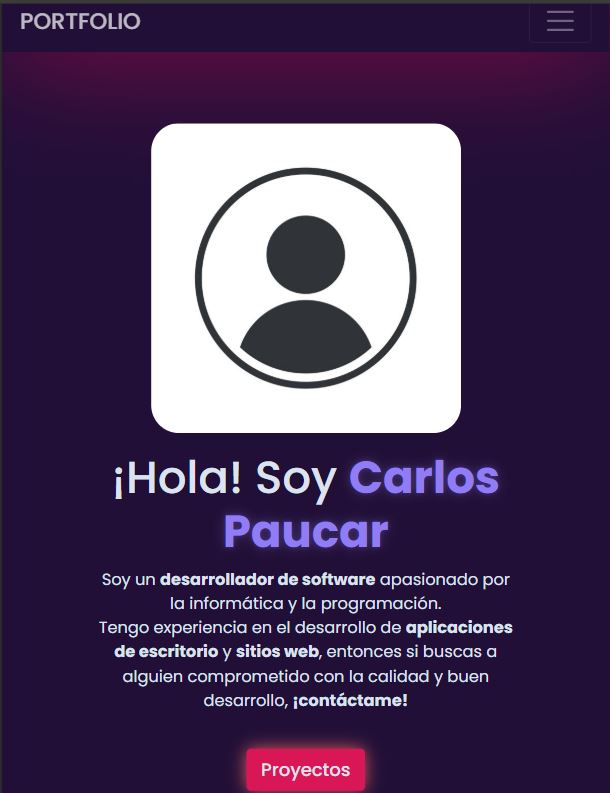 PORTFOLIO
¡Hola! Soy Carlos
Paucar
Soy un desarrollador de software apasionado por
la informática y la programación.
Tengo experiencia en el desarrollo de aplicaciones
de escritorio y sitios web, entonces si buscas a
alguien comprometido con la calidad y buen
desarrollo, ¡contáctame!
Proyectos